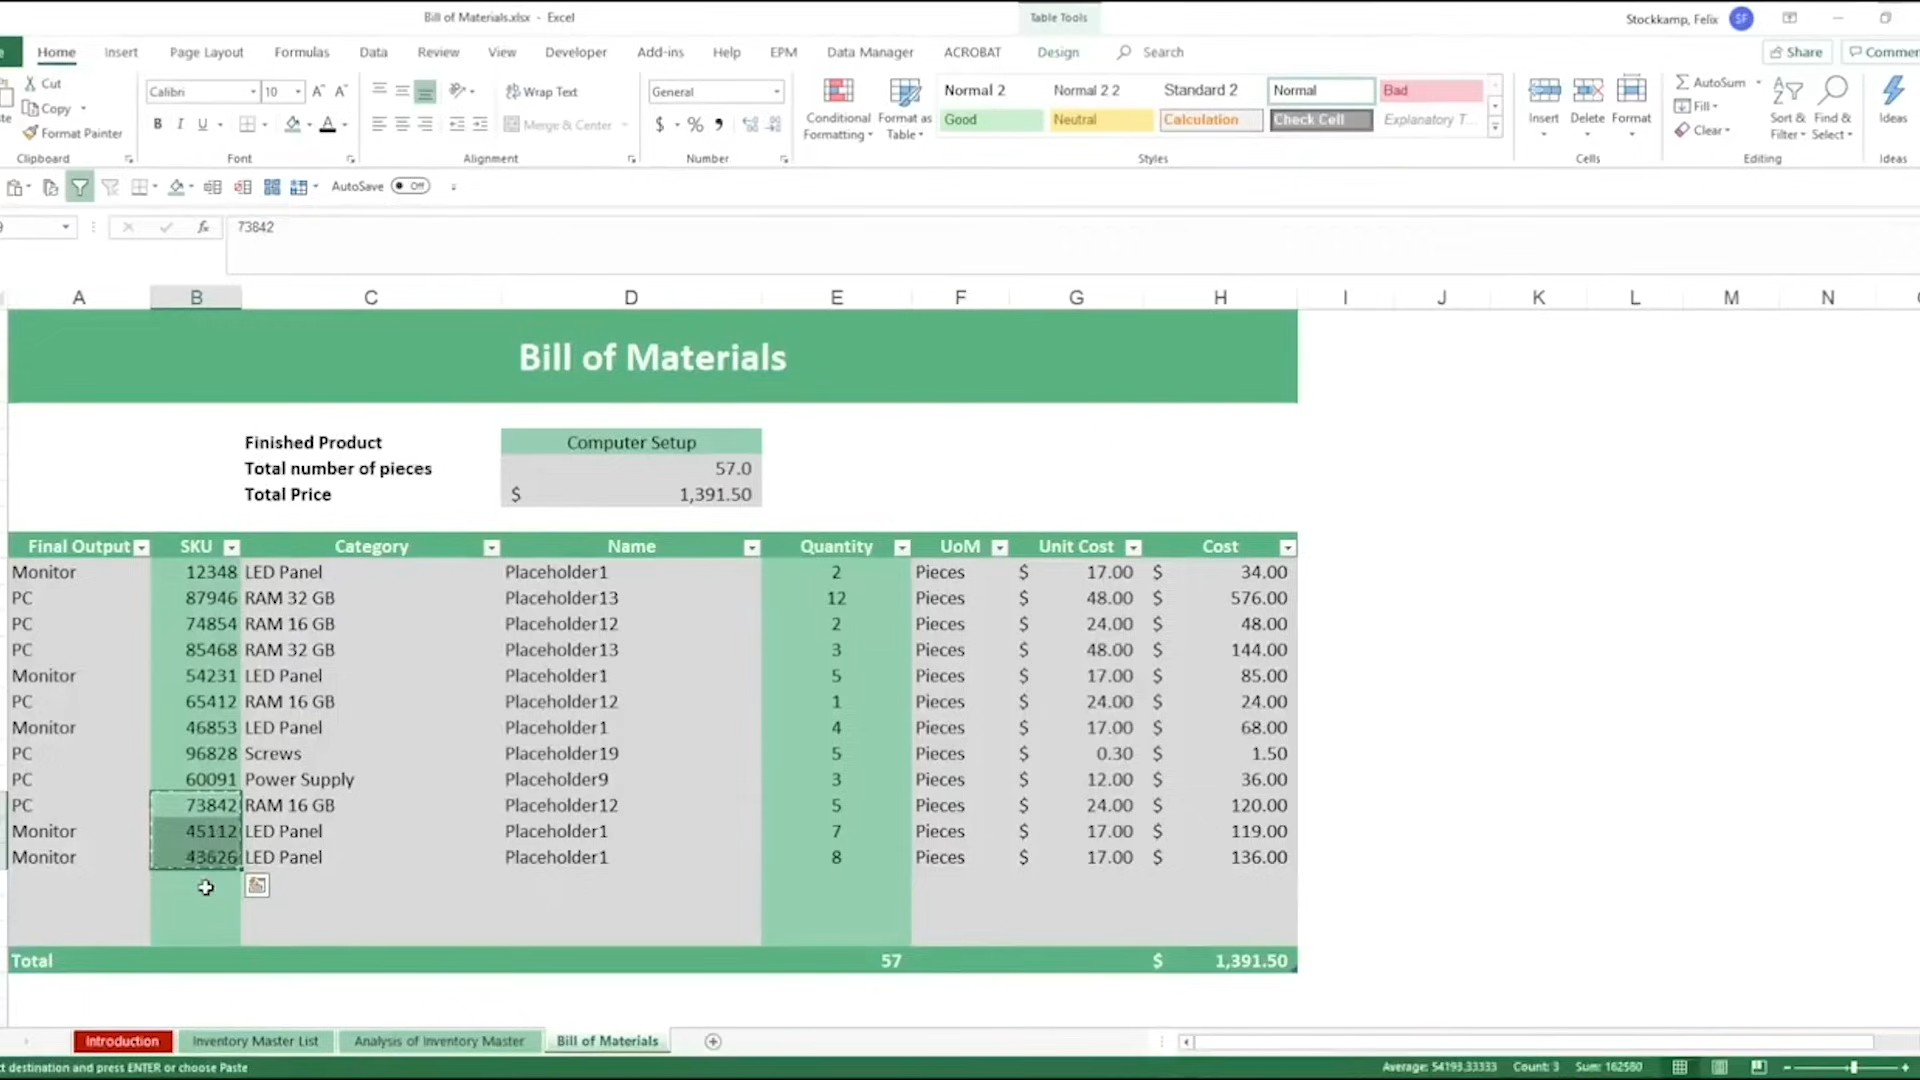 Bill of Materials.xlsx - Excel
Table Tools
Stockkamp, Felix
SF
Home
Insert
Page Layout
Formulas
Data
Review
View
Developer
Add-ins
Help
EPM
Data Manager
ACROBAT
Design
Search
Share
Cut
Copy
Format Painter
Clipboard
Calibri
10
B I U
Font
Wrap Text
Merge & Center
Alignment
General
$ % ,
Number
Conditional
Formatting
Format as
Table
Normal 2
Normal 2 2
Standard 2
Normal
Bad
Good
Neutral
Calculation
Check Cell
Explanatory T...
Styles
Insert
Delete
Format
Cells
AutoSum
Fill
Clear
Sort &
Filter
Find &
Select
Editing
Ideas
Ideas
AutoSave
Off
fx
73842
A B C D E F G H I J K L M N
Bill of Materials
Finished Product Computer Setup
Total number of pieces 57.0
Total Price $ 1,391.50
Final Output SKU Category Name Quantity UoM Unit Cost Cost
Monitor 12348 LED Panel Placeholder1 2 Pieces $ 17.00 $ 34.00
PC 87946 RAM 32 GB Placeholder13 12 Pieces $ 48.00 $ 576.00
PC 74854 RAM 16 GB Placeholder12 2 Pieces $ 24.00 $ 48.00
PC 85468 RAM 32 GB Placeholder13 3 Pieces $ 48.00 $ 144.00
Monitor 54231 LED Panel Placeholder1 5 Pieces $ 17.00 $ 85.00
PC 65412 RAM 16 GB Placeholder12 1 Pieces $ 24.00 $ 24.00
Monitor 46853 LED Panel Placeholder1 4 Pieces $ 17.00 $ 68.00
PC 96828 Screws Placeholder19 5 Pieces $ 0.30 $ 1.50
PC 60091 Power Supply Placeholder9 3 Pieces $ 12.00 $ 36.00
PC 73842 RAM 16 GB Placeholder12 5 Pieces $ 24.00 $ 120.00
Monitor 45112 LED Panel Placeholder1 7 Pieces $ 17.00 $ 119.00
Monitor 43626 LED Panel Placeholder1 8 Pieces $ 17.00 $ 136.00
Total 57 $ 1,391.50
Introduction
Inventory Master List
Analysis of Inventory Master
Bill of Materials
destination and press ENTER or choose Paste
Average: 54193.33333 Count: 3 Sum: 162580